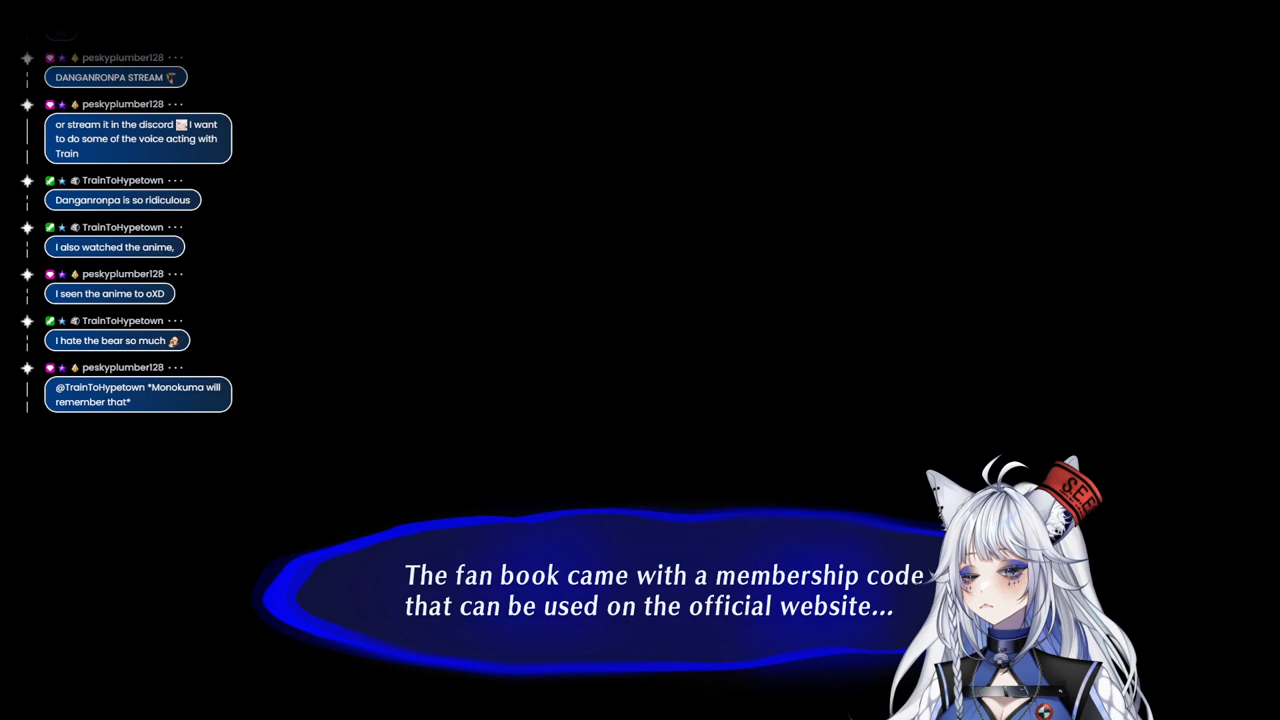 peskyplumber128
DANGANRONPA STREAM
peskyplumber128
or stream it in the discord I want
to do some of the voice acting with
Train
TrainToHypetown
Danganronpa is so ridiculous
TrainToHypetown
I also watched the anime,
peskyplumber128
I seen the anime to oXD
TrainToHypetown
I hate the bear so much
peskyplumber128
@TrainToHypetown *Monokuma will
remember that*
S.E.E
The fan book came with a membership code
that can be used on the official website...